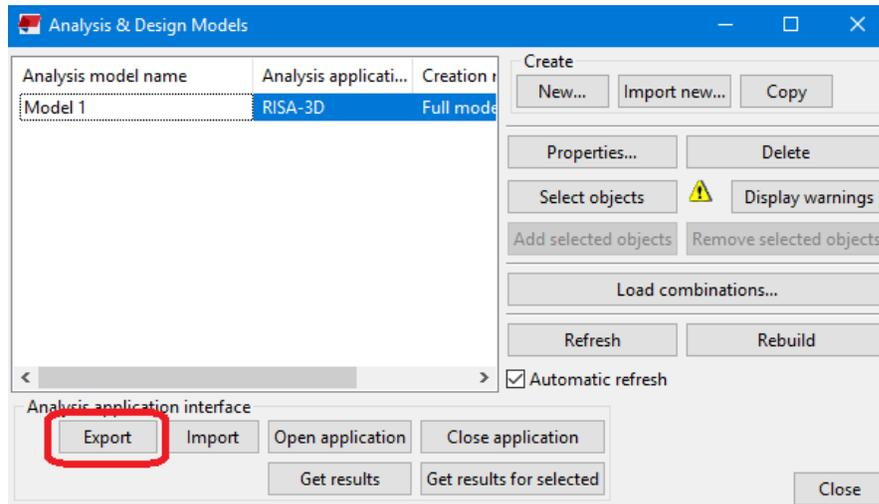 Analysis & Design Models
Analysis model name Analysis applicati... Creation r
Model 1 RISA-3D Full mode
Create
New... Import new... Copy
Properties... Delete
Select objects Display warnings
Add selected objects Remove selected objects
Load combinations...
Refresh Rebuild
Automatic refresh
Analysis application interface
Export Import Open application Close application
Get results Get results for selected
Close